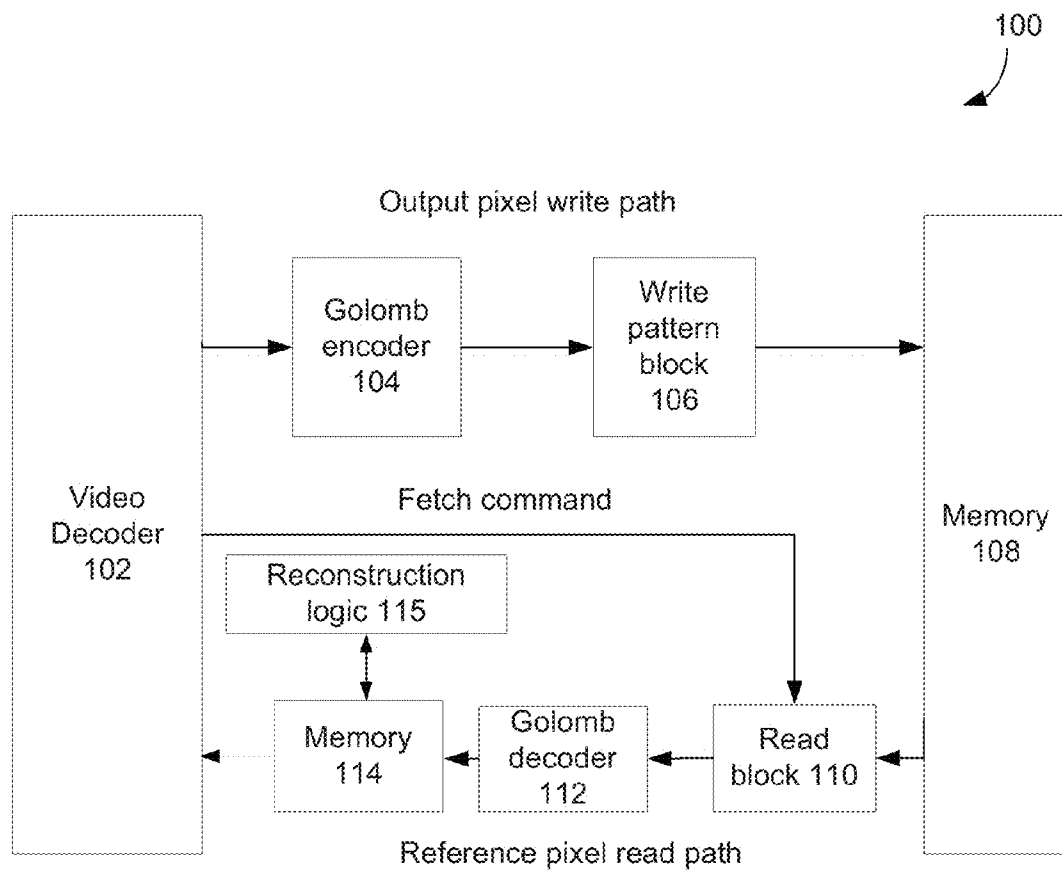 100
Output pixel write path
Golomb
encoder
104
Write
pattern
block
106
Video
Decoder
102
Fetch command
Memory
108
Reconstruction
logic 115
Memory
114
Golomb
decoder
112
Read
block 110
Reference pixel read path